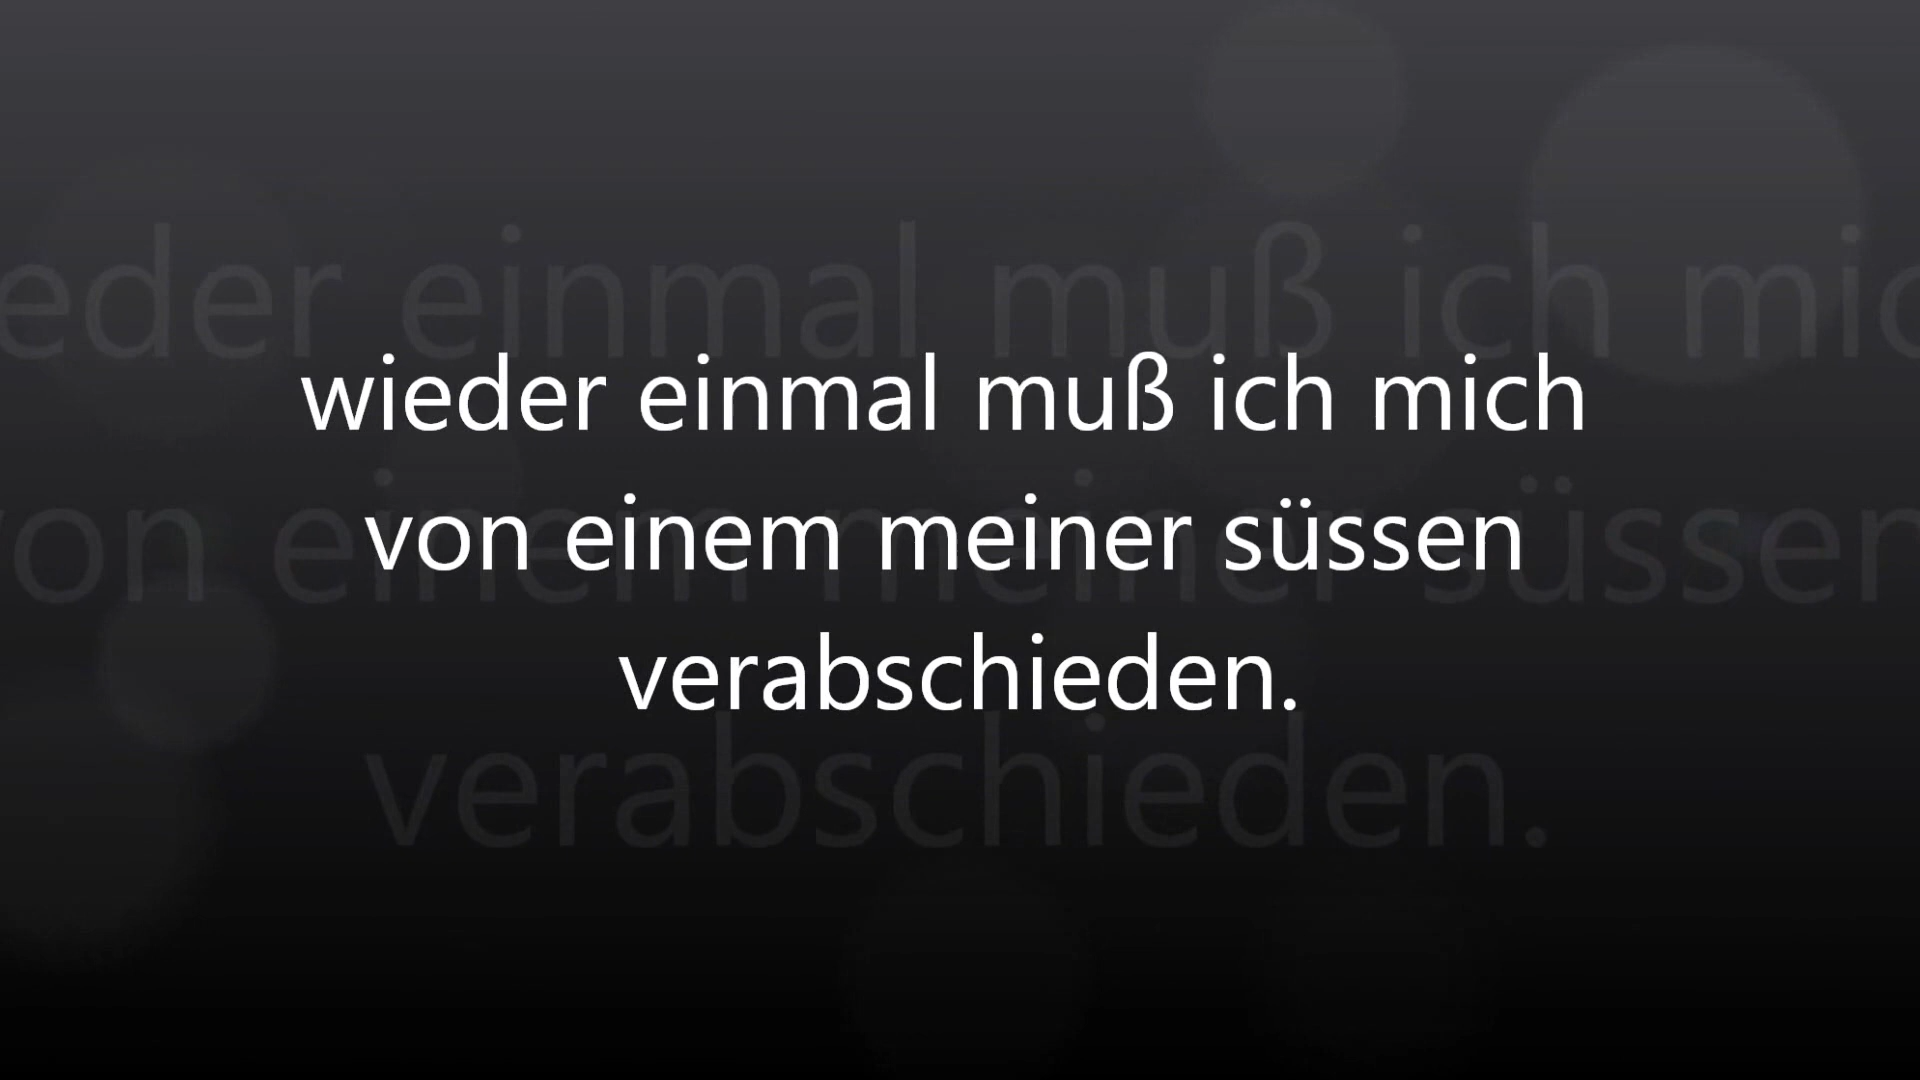 wieder einmal muß ich mich
von einem meiner süssen
verabschieden.